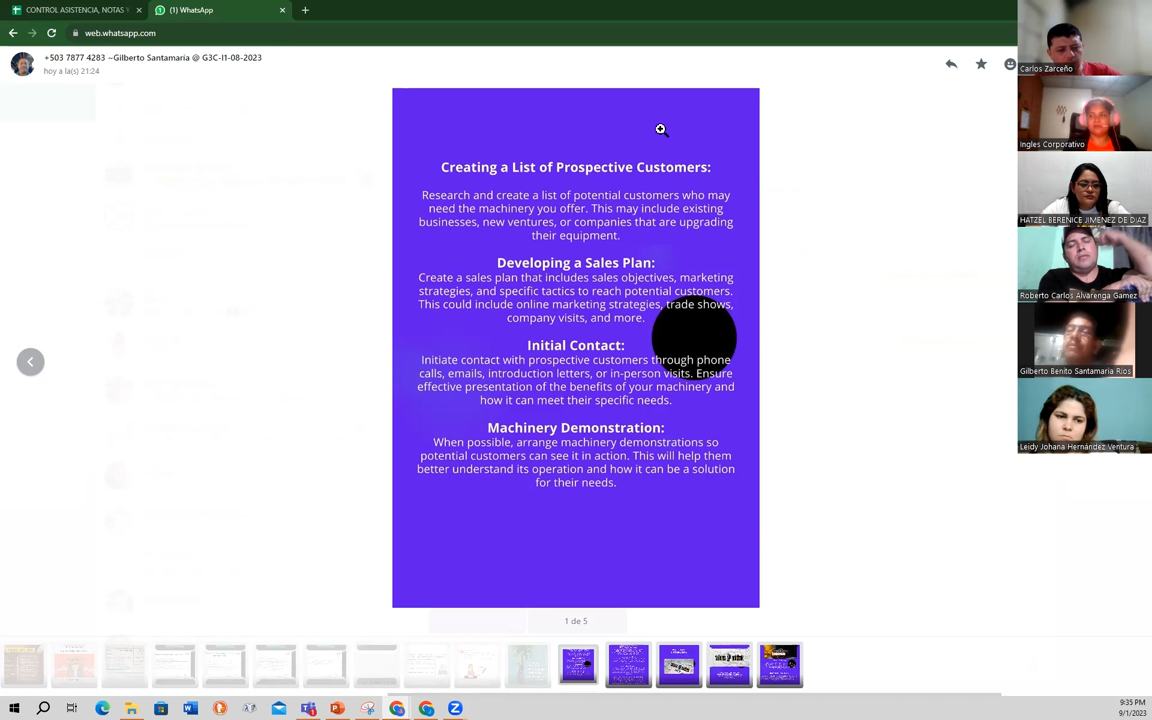 CONTROL ASISTENCIA, NOTAS Y
(1) WhatsApp
web.whatsapp.com
+503 7877 4283 ~Gilberto Santamaría @ G3C-I1-08-2023
hoy a la(s) 21:24
Creating a List of Prospective Customers:
Research and create a list of potential customers who may
need the machinery you offer. This may include existing
businesses, new ventures, or companies that are upgrading
their equipment.
Developing a Sales Plan:
Create a sales plan that includes sales objectives, marketing
strategies, and specific tactics to reach potential customers.
This could include online marketing strategies, trade shows,
company visits, and more.
Initial Contact:
Initiate contact with prospective customers through phone
calls, emails, introduction letters, or in-person visits. Ensure
effective presentation of the benefits of your machinery and
how it can meet their specific needs.
Machinery Demonstration:
When possible, arrange machinery demonstrations so
potential customers can see it in action. This will help them
better understand its operation and how it can be a solution
for their needs.
1 de 5
Carlos Zarceño
Ingles Corporativo
HATZEL BERENICE JIMENEZ DE DIAZ
Roberto Carlos Alvarenga Gamez
Gilberto Benito Santamaria Rios
Leidy Johana Hernández Ventura
9:35 PM
9/1/2023